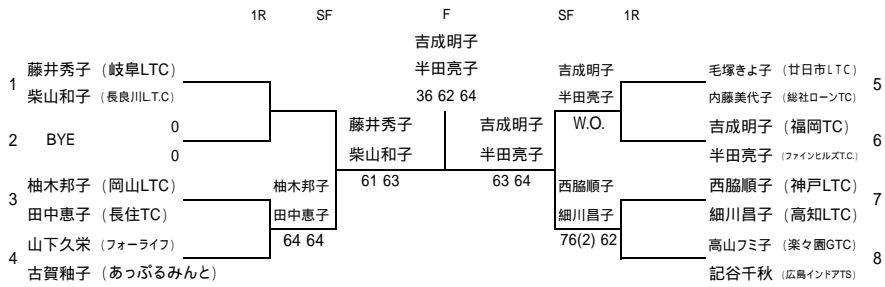 1R SF F SF 1R
吉成明子
半田亮子
36 62 64
1 藤井秀子 (岐阜LTC)
柴山和子 (長良川L.T.C)
2 BYE 0
0
3 柚木邦子 (岡山LTC)
田中恵子 (長住TC)
4 山下久栄 (フォーライフ)
古賀釉子 (あっぷるみんと)
柚木邦子
田中恵子
64 64
藤井秀子
柴山和子
61 63
吉成明子
半田亮子
63 64
吉成明子
半田亮子
W.O.
西脇順子
細川昌子
76(2) 62
毛塚きよ子 (廿日市LTC) 5
内藤美代子 (総社ローンTC)
吉成明子 (福岡TC) 6
半田亮子 (ファインヒルズT.C.)
西脇順子 (神戸LTC) 7
細川昌子 (高知LTC)
高山フミ子 (楽々園GTC) 8
記谷千秋 (広島インドアTS)